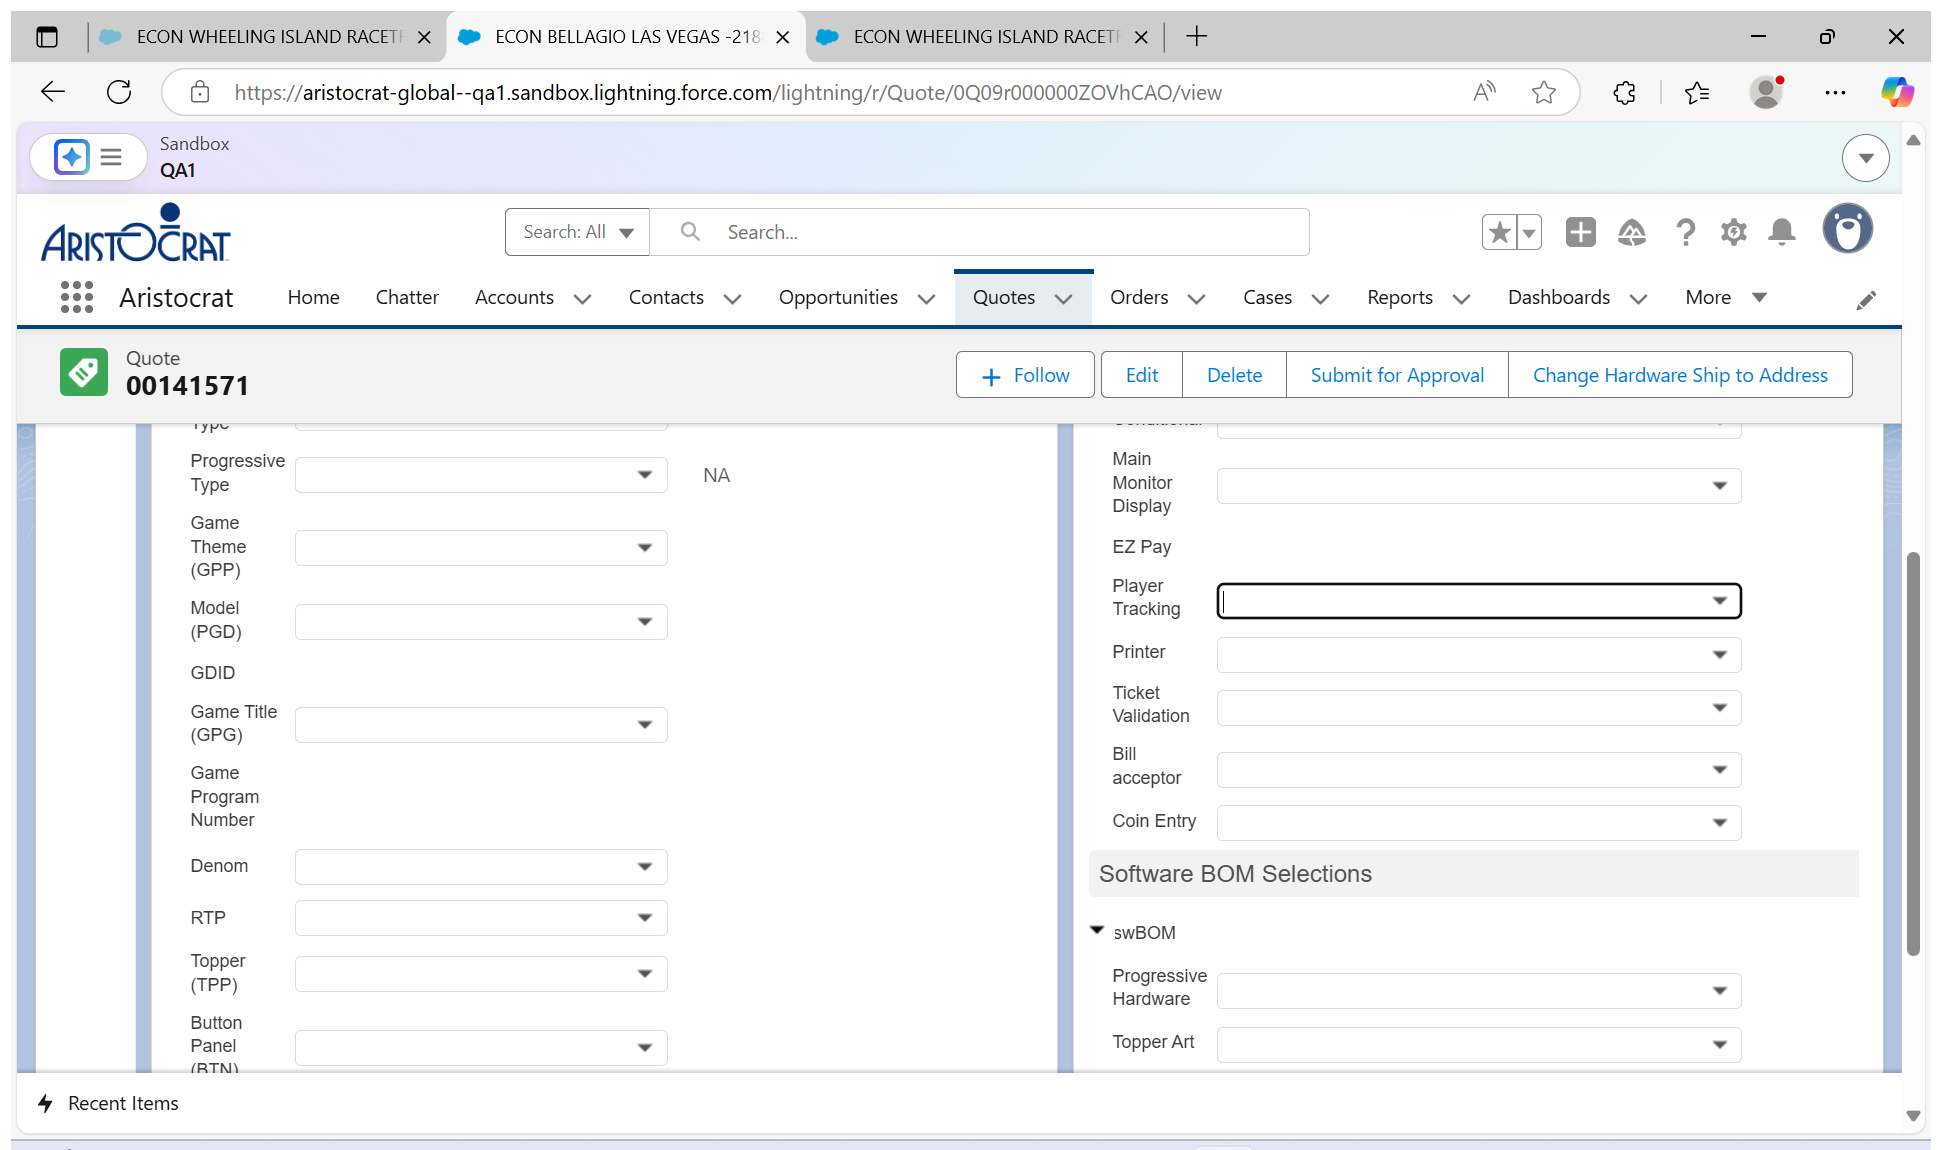 ECON WHEELING ISLAND RACETR
ECON BELLAGIO LAS VEGAS -218
ECON WHEELING ISLAND RACETR
https://aristocrat-global--qa1.sandbox.lightning.force.com/lightning/r/Quote/0Q09r000000ZOVhCAO/view
Sandbox
QA1
ARISTOCRAT
Search: All
Search...
Aristocrat
Home
Chatter
Accounts
Contacts
Opportunities
Quotes
Orders
Cases
Reports
Dashboards
More
Quote
00141571
Follow
Edit
Delete
Submit for Approval
Change Hardware Ship to Address
Type
Progressive
Type
NA
Game
Theme
(GPP)
Model
(PGD)
GDID
Game Title
(GPG)
Game
Program
Number
Denom
RTP
Topper
(TPP)
Button
Panel
(BTN)
Conditional
Main
Monitor
Display
EZ Pay
Player
Tracking
Printer
Ticket
Validation
Bill
acceptor
Coin Entry
Software BOM Selections
swBOM
Progressive
Hardware
Topper Art
Recent Items